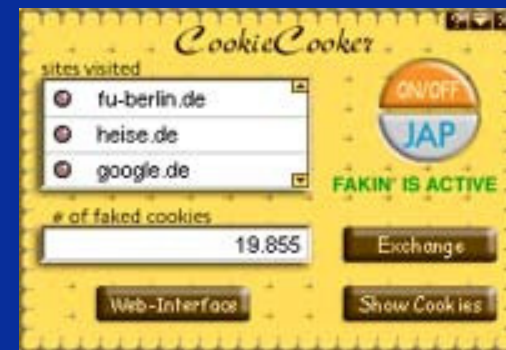 CookieCooker
sites visited
fu-berlin.de
heise.de
google.de
ON/OFF
JAP
FAKIN' IS ACTIVE
# of faked cookies
19.855
Exchange
Web-Interface
Show Cookies